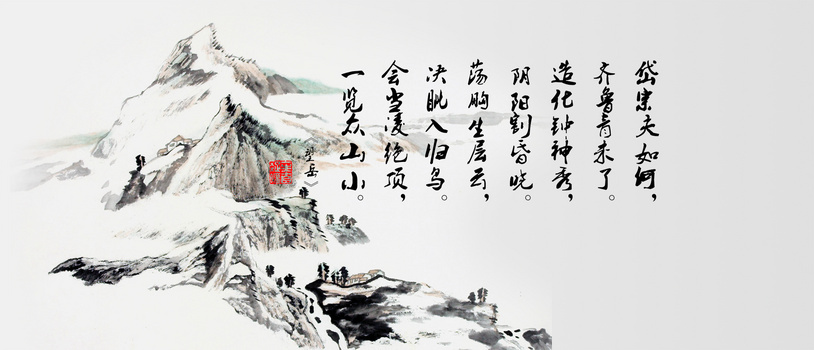 岱宗夫如何，
齐鲁青未了。
造化钟神秀，
阴阳割昏晓。
荡胸生层云，
决眦入归鸟。
会当凌绝顶，
一览众山小。
望岳